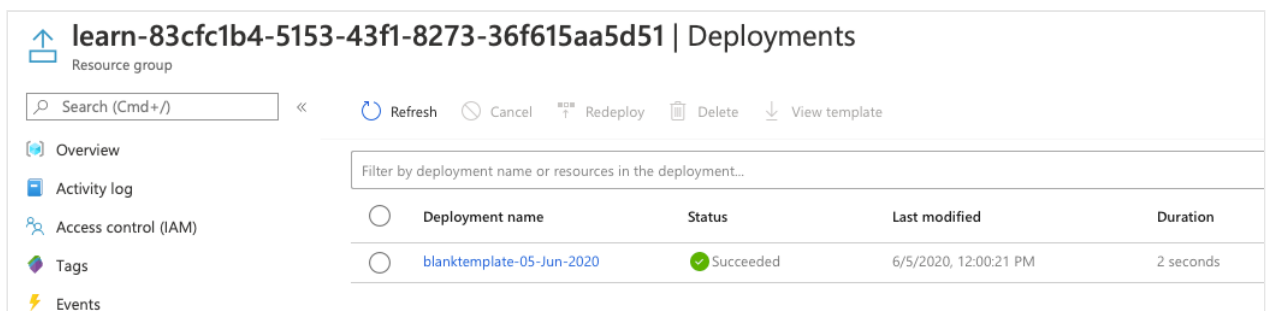 learn-83cfc1b4-5153-43f1-8273-36f615aa5d51 | Deployments
Resource group
Search (Cmd+/)
«
Refresh Cancel Redeploy Delete View template
Overview
Activity log
Access control (IAM)
Tags
Events
Filter by deployment name or resources in the deployment...
Deployment name Status Last modified Duration
blanktemplate-05-Jun-2020 Succeeded 6/5/2020, 12:00:21 PM 2 seconds